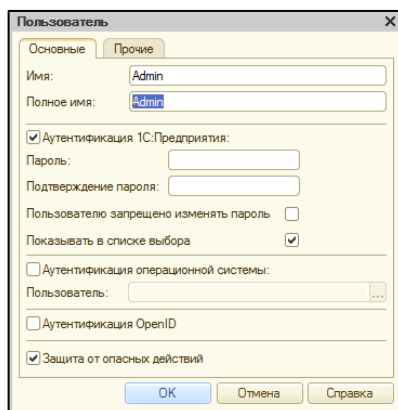 Пользователь
Основные Прочие
Имя: Admin
Полное имя: Admin
Аутентификация 1С:Предприятия:
Пароль:
Подтверждение пароля:
Пользователю запрещено изменять пароль
Показывать в списке выбора
Аутентификация операционной системы:
Пользователь: ...
Аутентификация OpenID
Защита от опасных действий
OK Отмена Справка